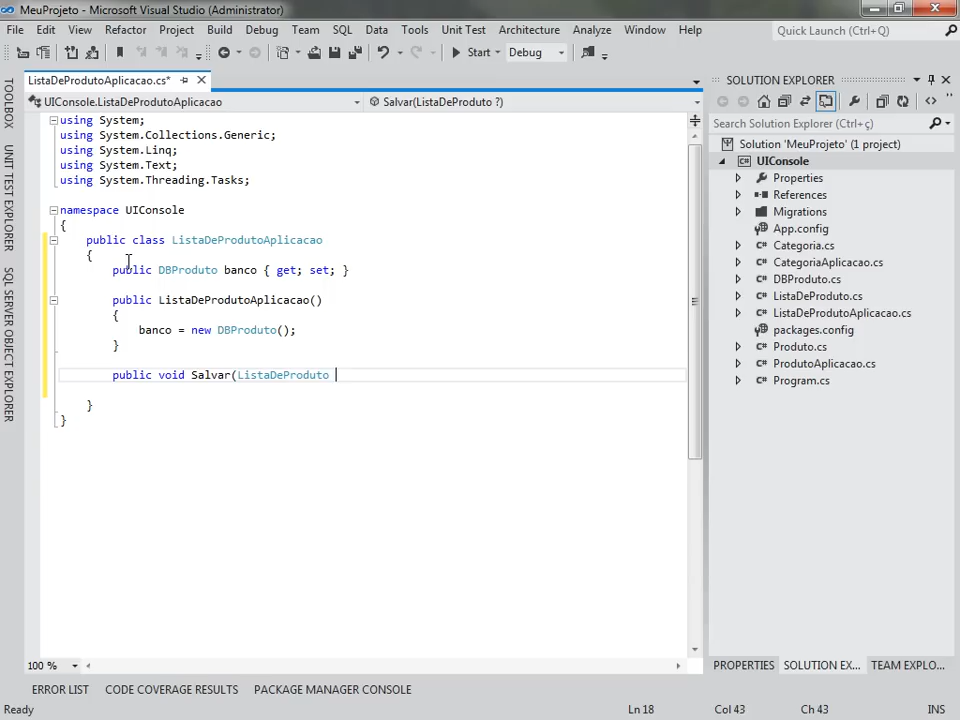 MeuProjeto - Microsoft Visual Studio (Administrator)
File Edit View Refactor Project Build Debug Team SQL Data Tools Unit Test Architecture Analyze Window Help
Quick Launch (Ctrl+Q)
Start Debug
ListaDeProdutoAplicacao.cs*
UIConsole.ListaDeProdutoAplicacao
Salvar(ListaDeProduto ?)
TOOLBOX
UNIT TEST EXPLORER
SQL SERVER OBJECT EXPLORER
using System;
using System.Collections.Generic;
using System.Linq;
using System.Text;
using System.Threading.Tasks;
namespace UIConsole
{
public class ListaDeProdutoAplicacao
{
public DBProduto banco { get; set; }
public ListaDeProdutoAplicacao()
{
banco = new DBProduto();
}
public void Salvar(ListaDeProduto
}
}
100 %
SOLUTION EXPLORER
Search Solution Explorer (Ctrl+ç)
Solution 'MeuProjeto' (1 project)
UIConsole
Properties
References
Migrations
App.config
Categoria.cs
CategoriaAplicacao.cs
DBProduto.cs
ListaDeProduto.cs
ListaDeProdutoAplicacao.cs
packages.config
Produto.cs
ProdutoAplicacao.cs
Program.cs
PROPERTIES SOLUTION EX... TEAM EXPLO...
ERROR LIST CODE COVERAGE RESULTS PACKAGE MANAGER CONSOLE
Ready Ln 18 Col 43 Ch 43 INS